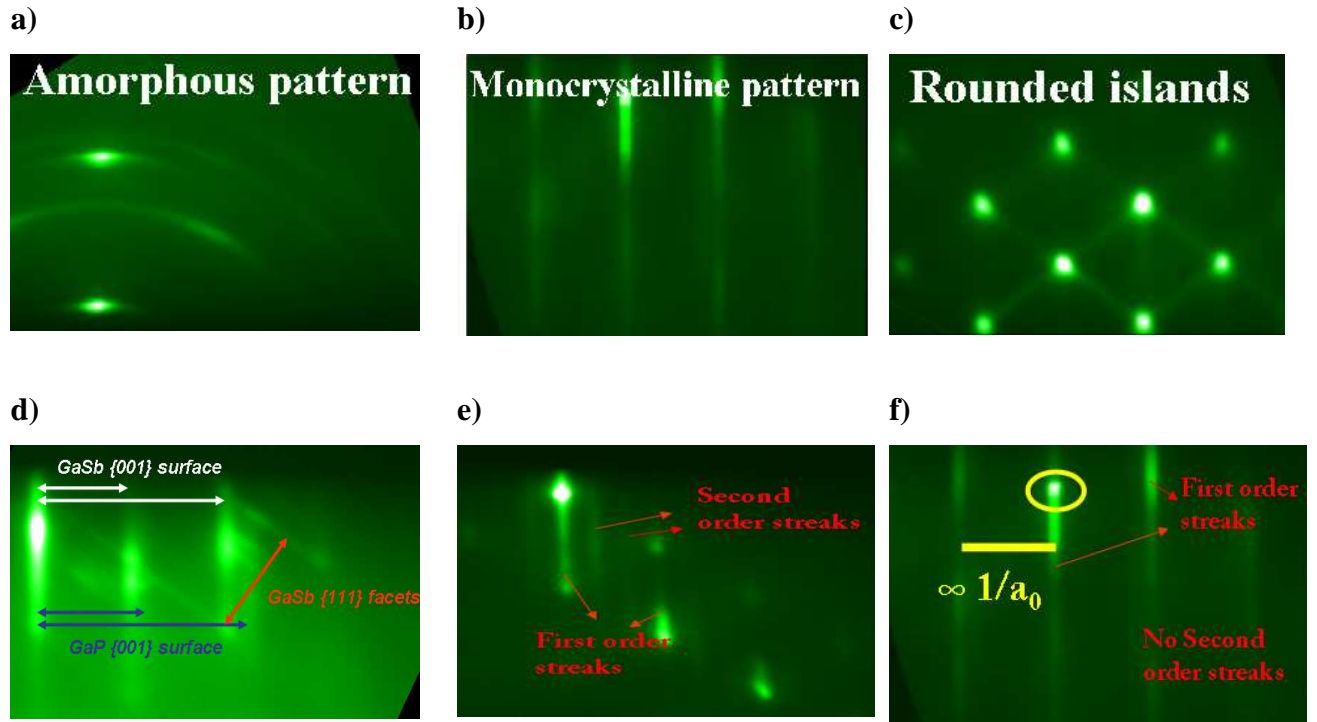 a)
b)
c)
Amorphous pattern
Monocrystalline pattern
Rounded islands
d)
e)
f)
GaSb {001} surface
GaSb {111} facets
GaP {001} surface
Second
order streaks
First order
streaks
First order
streaks
∞ 1/a₀
No Second
order streaks